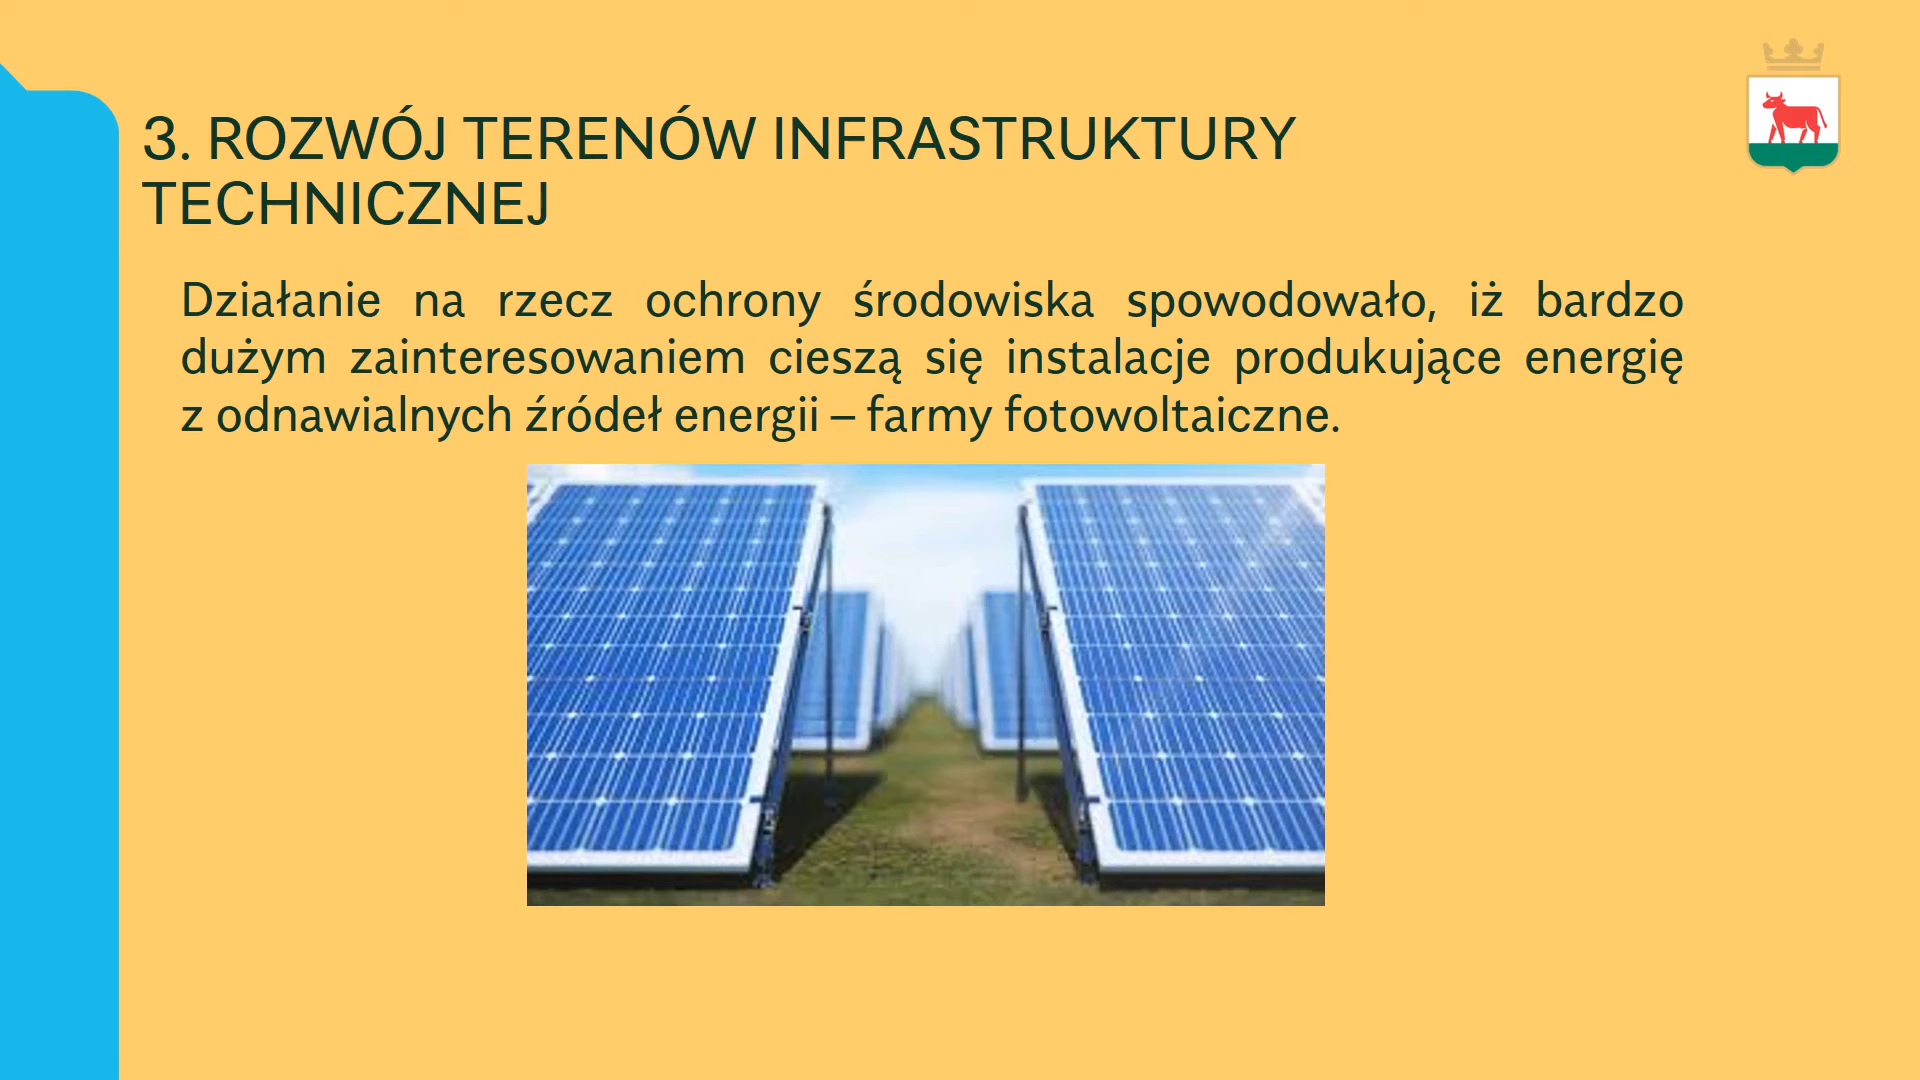 3. ROZWÓJ TERENÓW INFRASTRUKTURY
TECHNICZNEJ
Działanie na rzecz ochrony środowiska spowodowało, iż bardzo
dużym zainteresowaniem cieszą się instalacje produkujące energię
z odnawialnych źródeł energii – farmy fotowoltaiczne.